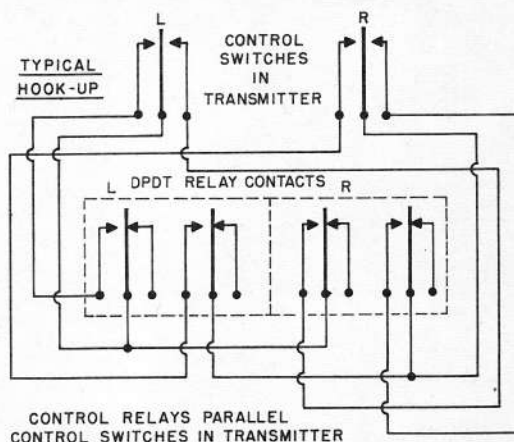 L
R
TYPICAL
HOOK-UP
CONTROL
SWITCHES
IN
TRANSMITTER
L DPDT RELAY CONTACTS R
CONTROL RELAYS PARALLEL
CONTROL SWITCHES IN TRANSMITTER